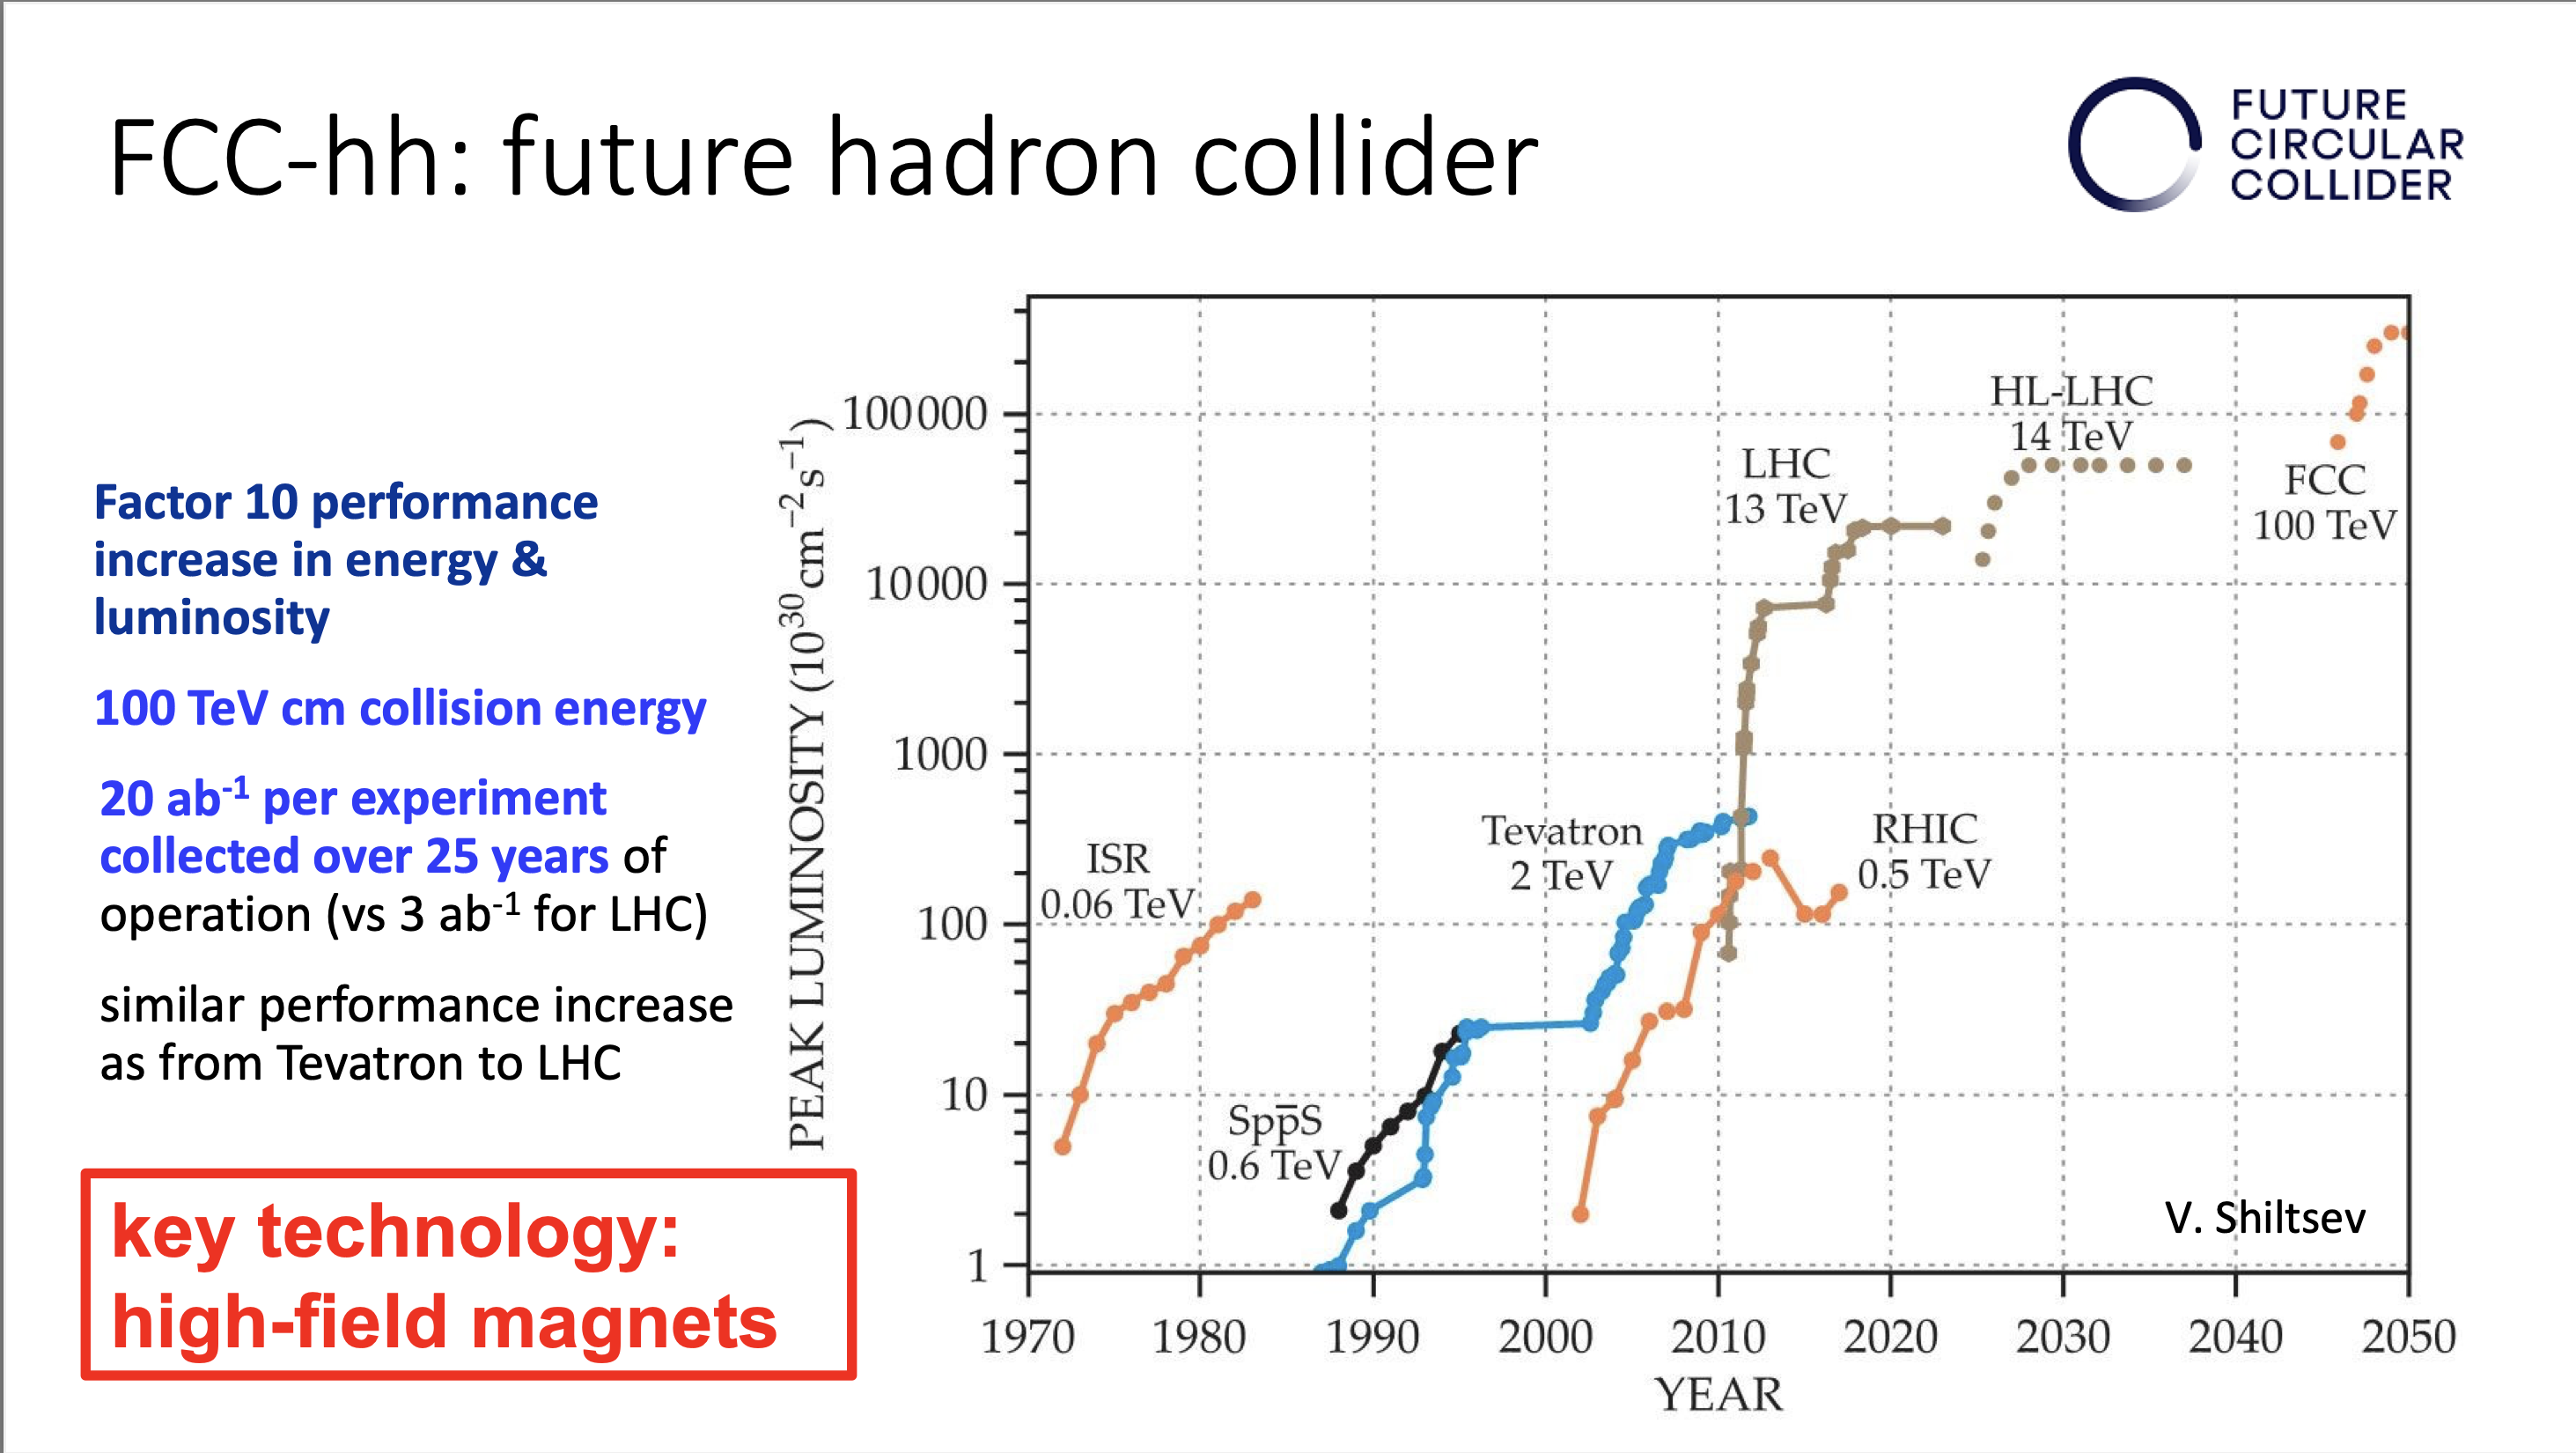 FCC-hh: future hadron collider
FUTURE
CIRCULAR
COLLIDER
Factor 10 performance
increase in energy &
luminosity
100 TeV cm collision energy
20 ab⁻¹ per experiment
collected over 25 years of
operation (vs 3 ab⁻¹ for LHC)
similar performance increase
as from Tevatron to LHC
key technology:
high-field magnets
PEAK LUMINOSITY (10³⁰cm⁻²s⁻¹)
100000
10000
1000
100
10
1
ISR
0.06 TeV
Spp̅S
0.6 TeV
Tevatron
2 TeV
LHC
13 TeV
RHIC
0.5 TeV
HL-LHC
14 TeV
FCC
100 TeV
V. Shiltsev
1970 1980 1990 2000 2010 2020 2030 2040 2050
YEAR